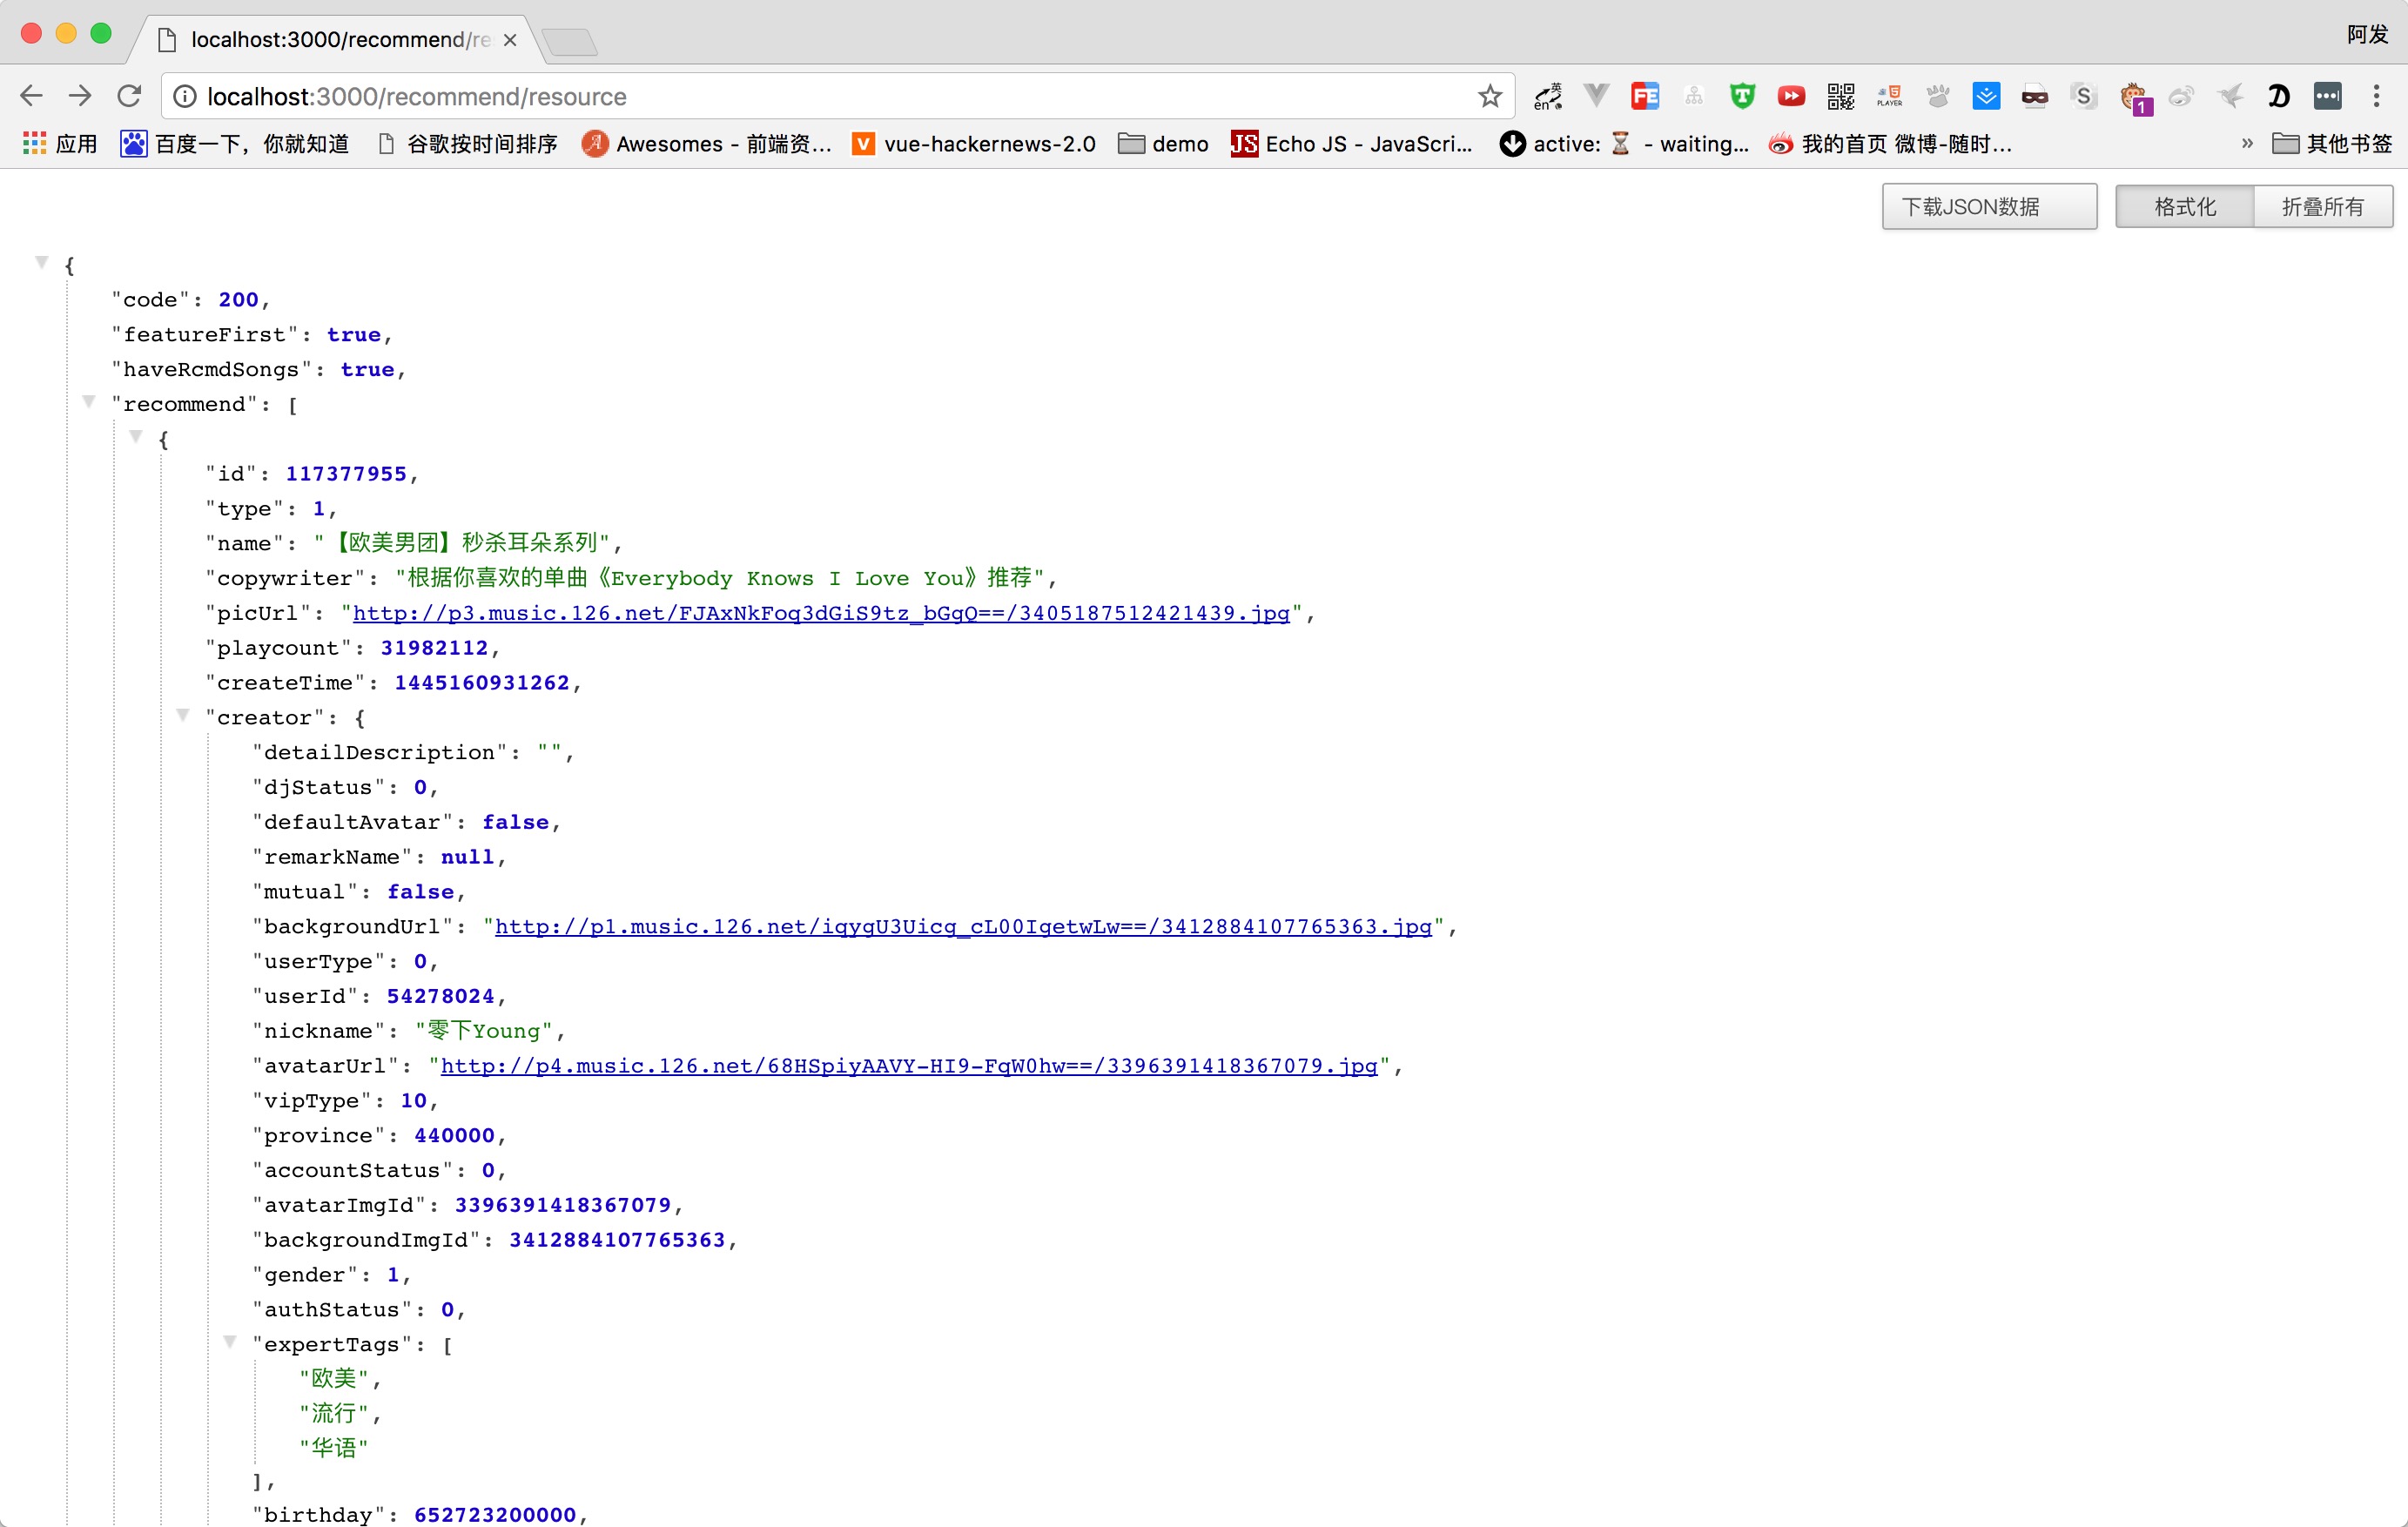 localhost:3000/recommend/re
阿发
localhost:3000/recommend/resource
英
en
FE
T
5
PLAYER
S
1
应用
百度一下，你就知道
谷歌按时间排序
Awesomes - 前端资...
V
vue-hackernews-2.0
demo
JS
Echo JS - JavaScri...
active: ⏳ - waiting...
我的首页 微博-随时...
»
其他书签
下载JSON数据
格式化
折叠所有
{
"code": 200,
"featureFirst": true,
"haveRcmdSongs": true,
"recommend": [
{
"id": 117377955,
"type": 1,
"name": "【欧美男团】秒杀耳朵系列",
"copywriter": "根据你喜欢的单曲《Everybody Knows I Love You》推荐",
"picUrl": "http://p3.music.126.net/FJAxNkFoq3dGiS9tz_bGgQ==/3405187512421439.jpg",
"playcount": 31982112,
"createTime": 1445160931262,
"creator": {
"detailDescription": "",
"djStatus": 0,
"defaultAvatar": false,
"remarkName": null,
"mutual": false,
"backgroundUrl": "http://p1.music.126.net/iqygU3Uicg_cL00IgetwLw==/3412884107765363.jpg",
"userType": 0,
"userId": 54278024,
"nickname": "零下Young",
"avatarUrl": "http://p4.music.126.net/68HSpiyAAVY-HI9-FqW0hw==/3396391418367079.jpg",
"vipType": 10,
"province": 440000,
"accountStatus": 0,
"avatarImgId": 3396391418367079,
"backgroundImgId": 3412884107765363,
"gender": 1,
"authStatus": 0,
"expertTags": [
"欧美",
"流行",
"华语"
],
"birthday": 652723200000,